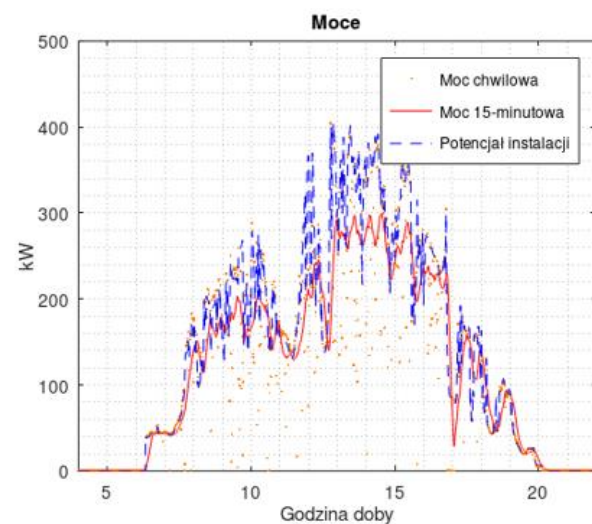 Moce
500
400
300
200
100
0
kW
Moc chwilowa
Moc 15-minutowa
Potencjał instalacji
5
10
15
20
Godzina doby